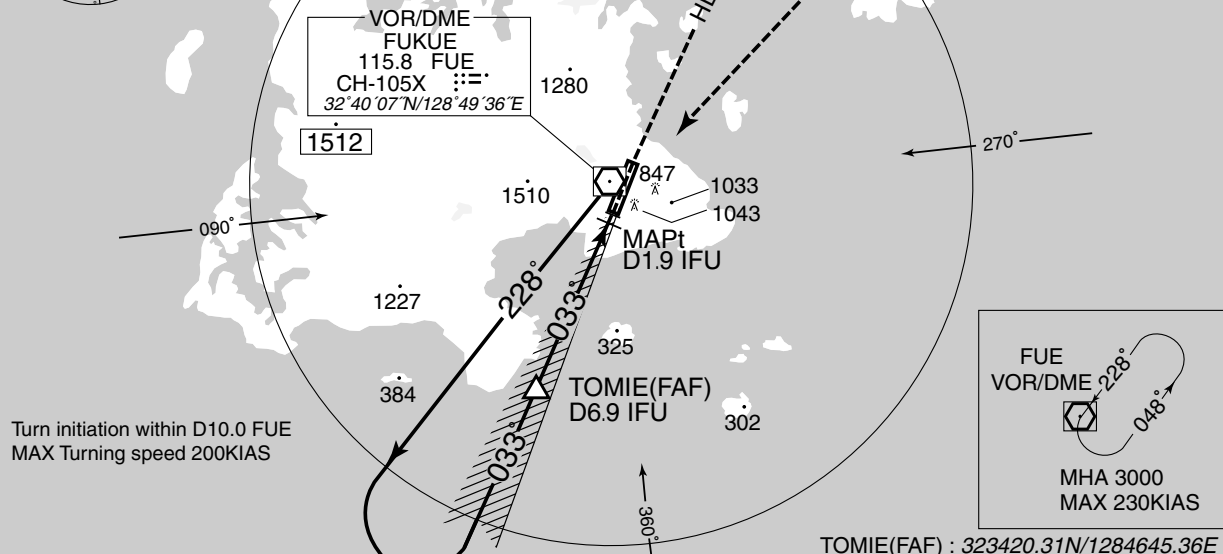 VOR/DME
FUKUE
115.8 FUE
CH-105X
32°40´07˝N/128°49´36˝E
1280
1512
1510
847
1033
1043
270°
090°
MAPt
D1.9 IFU
228°
033°
1227
325
384
TOMIE(FAF)
D6.9 IFU
302
033°
360°
Turn initiation within D10.0 FUE
MAX Turning speed 200KIAS
FUE
VOR/DME
228°
048°
MHA 3000
MAX 230KIAS
TOMIE(FAF) : 323420.31N/1284645.36E